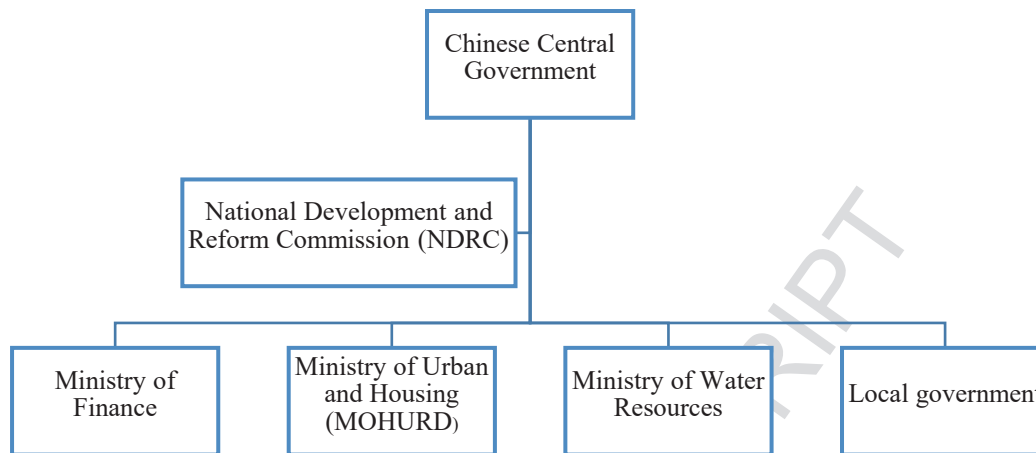 Chinese Central
Government
National Development and
Reform Commission (NDRC)
Ministry of
Finance
Ministry of Urban
and Housing
(MOHURD)
Ministry of Water
Resources
Local government
RIPT